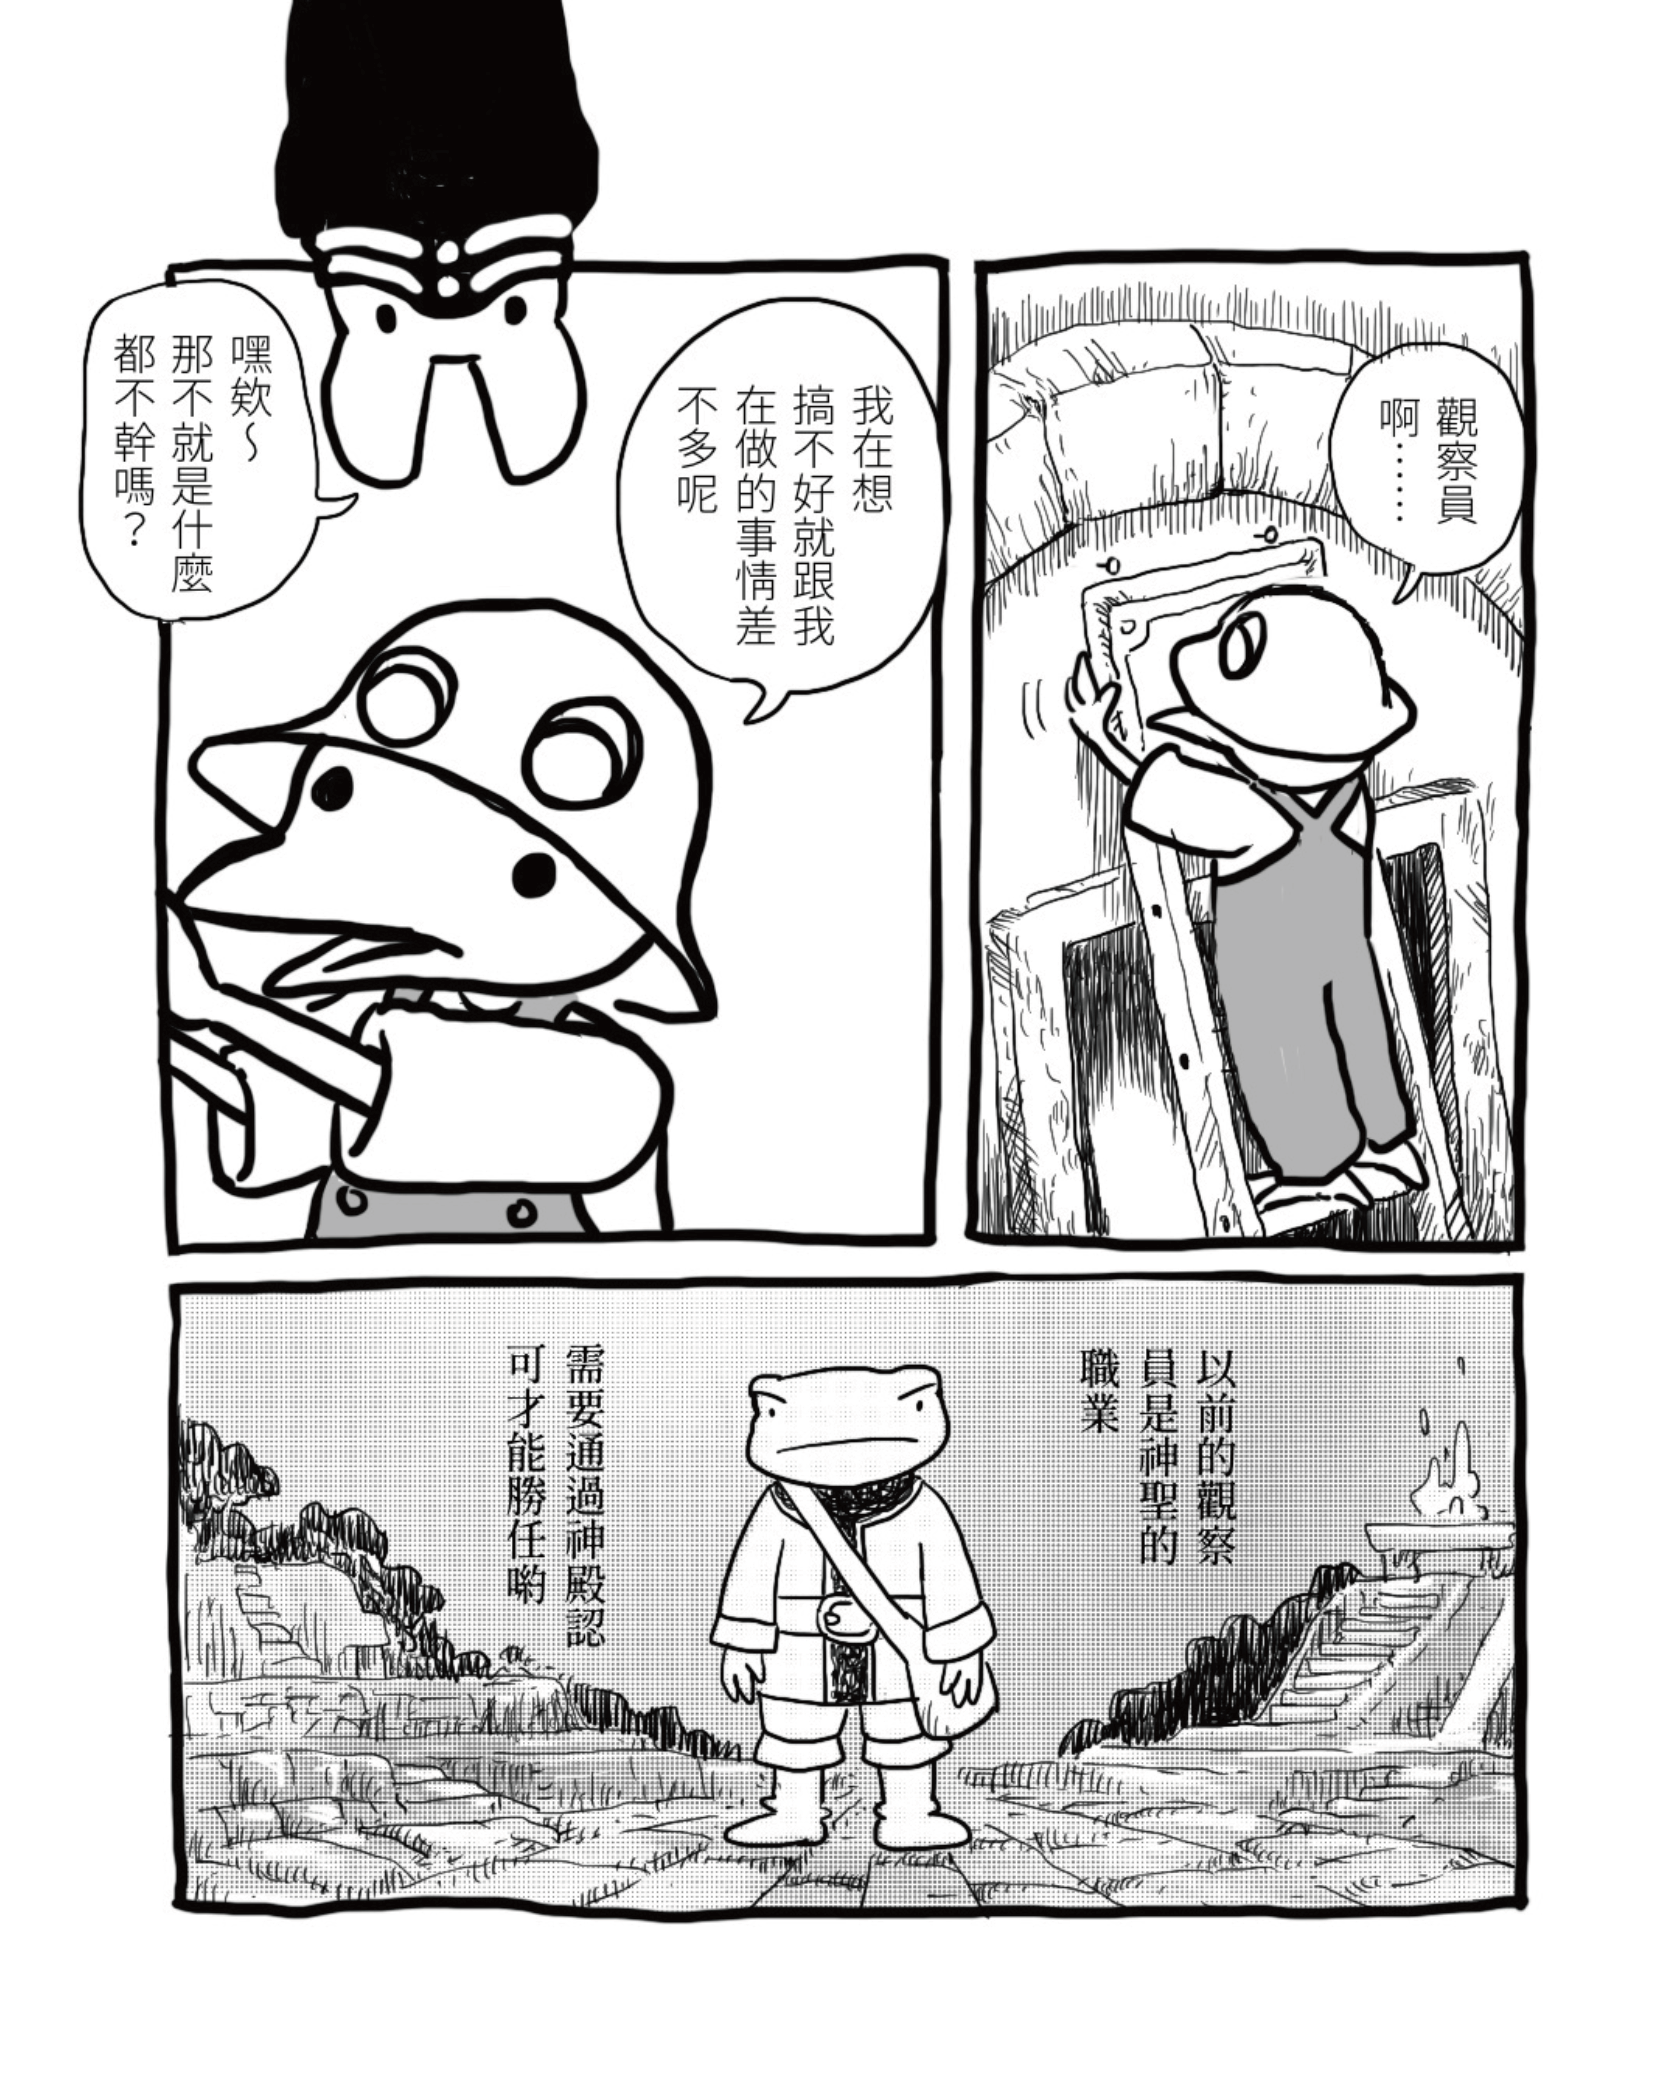 觀察員
啊……
我在想
搞不好就跟我
在做的事情差
不多呢
嘿欸～
那不就是什麼
都不幹嗎？
以前的觀察
員是神聖的
職業
需要通過神殿認
可才能勝任喲